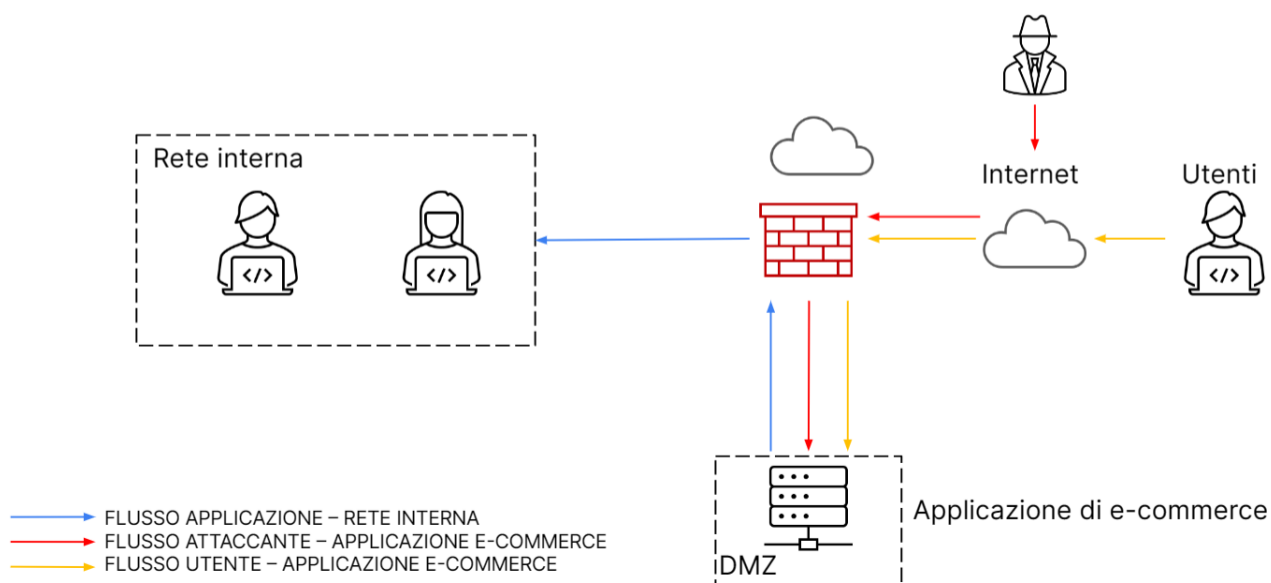 Rete interna
</>
</>
Internet
Utenti
</>
Applicazione di e-commerce
DMZ
FLUSSO APPLICAZIONE – RETE INTERNA
FLUSSO ATTACCANTE – APPLICAZIONE E-COMMERCE
FLUSSO UTENTE – APPLICAZIONE E-COMMERCE